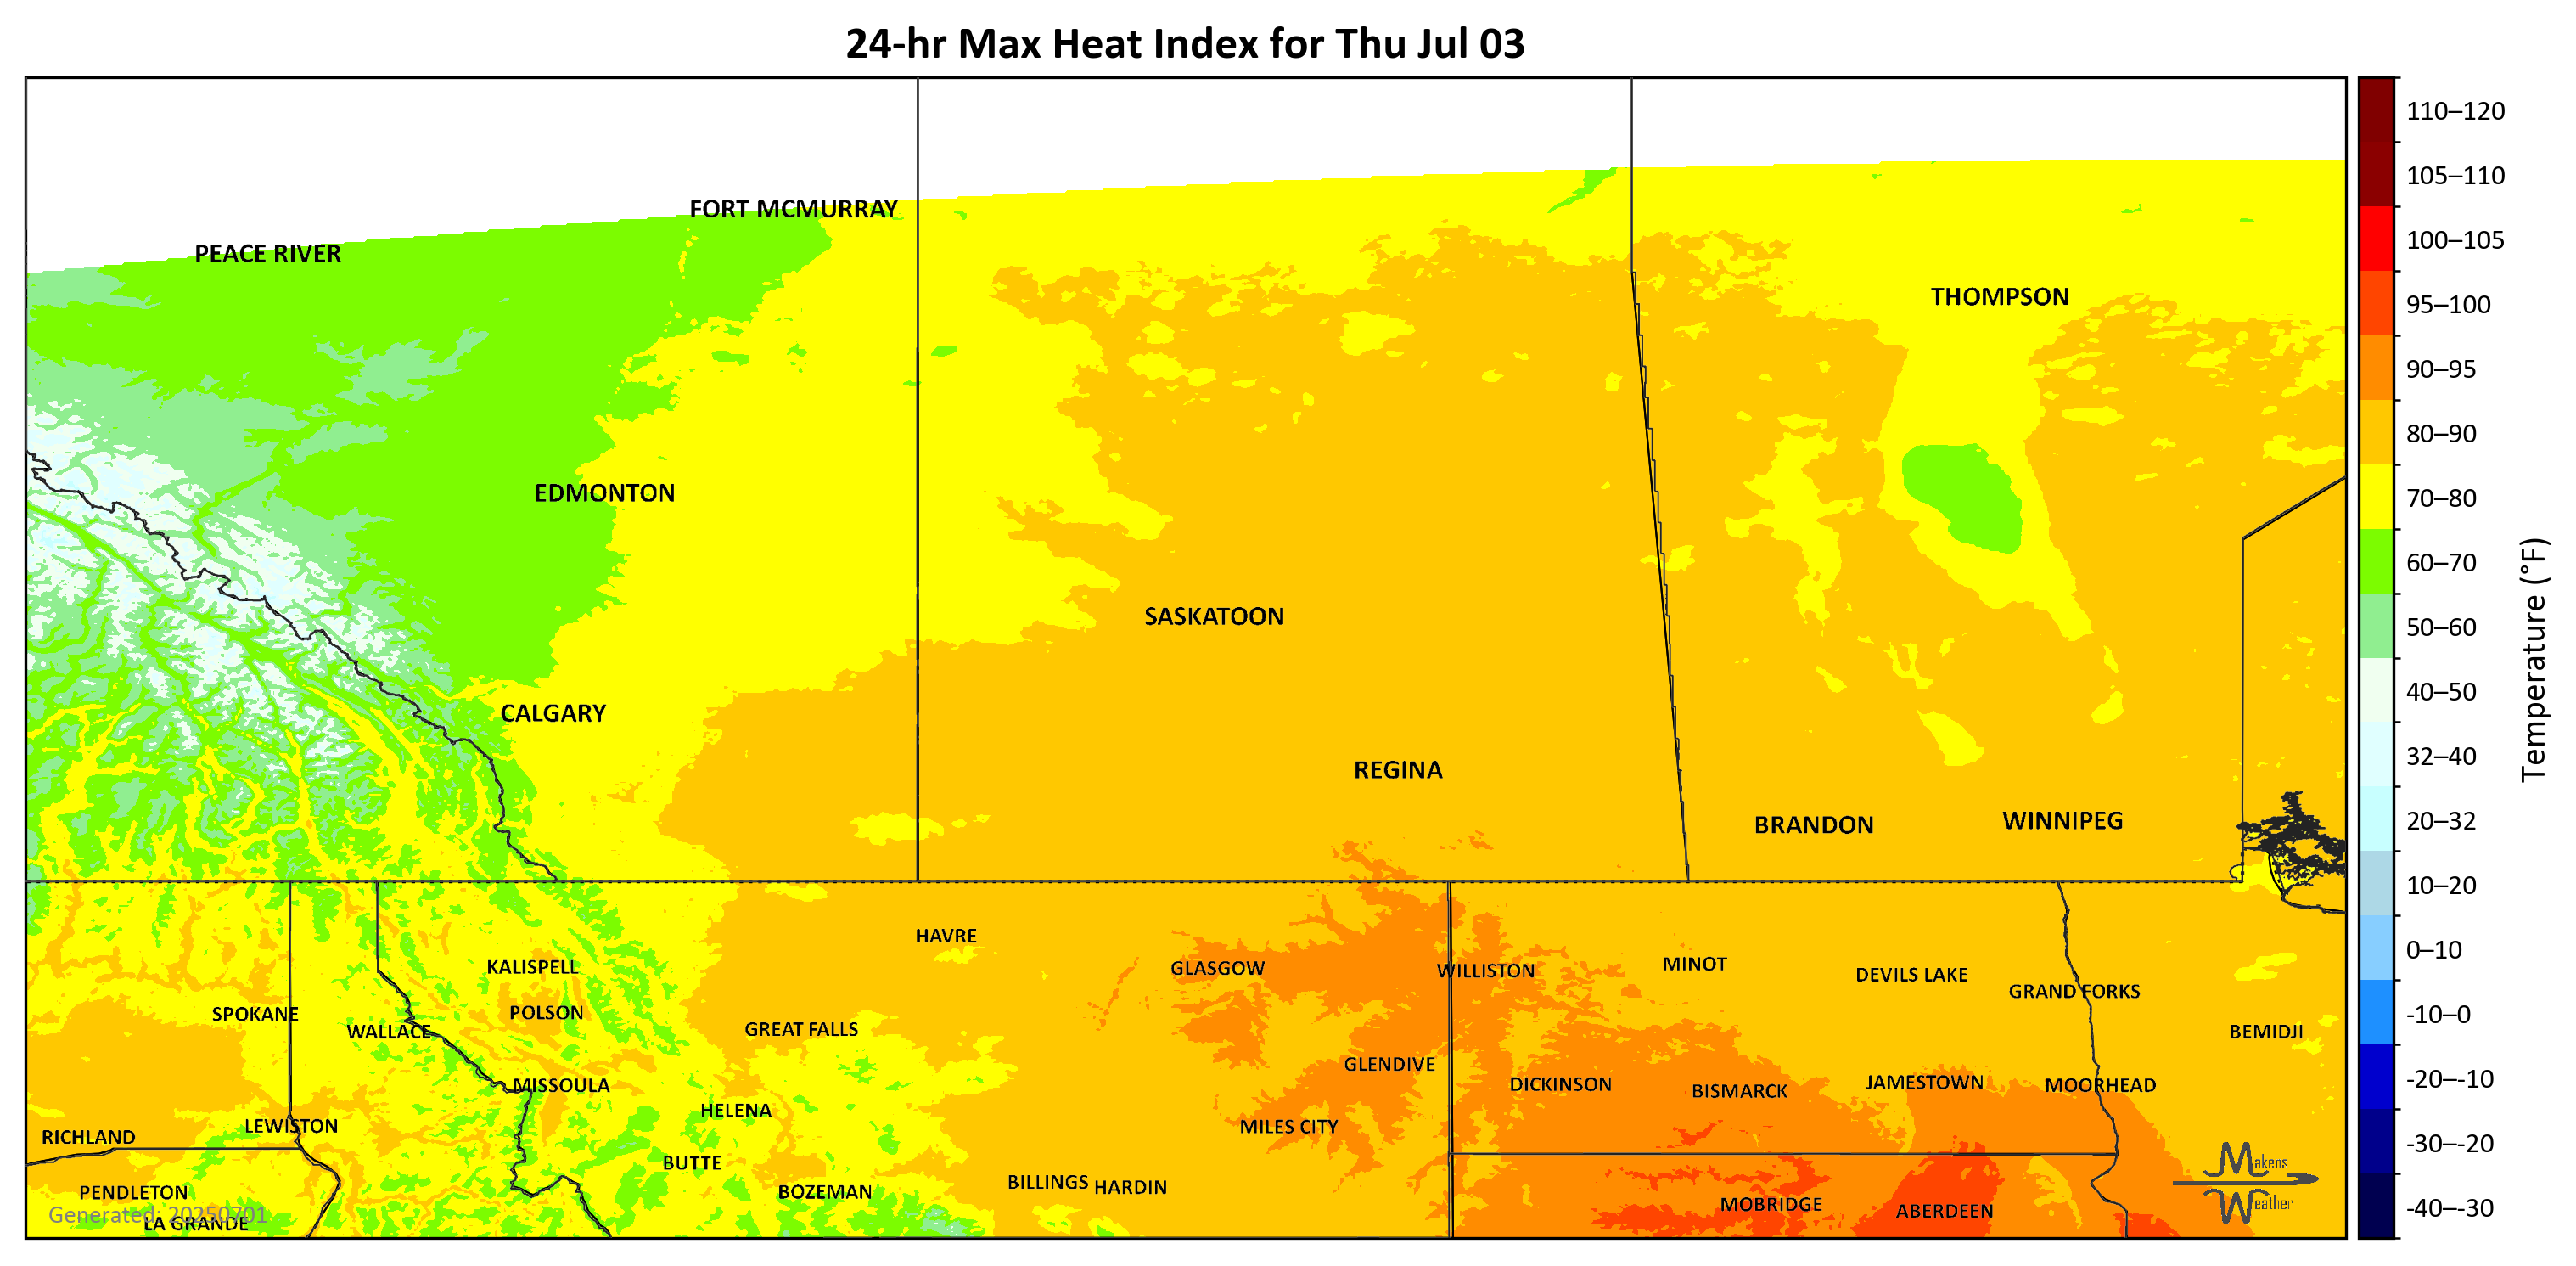 24-hr Max Heat Index for Thu Jul 03
110–120
105–110
FORT MCMURRAY
100–105
PEACE RIVER
THOMPSON
95–100
90–95
80–90
EDMONTON
70–80
60–70
SASKATOON
50–60
Temperature (°F)
40–50
CALGARY
32–40
REGINA
20–32
BRANDON
WINNIPEG
10–20
HAVRE
0–10
KALISPELL
GLASGOW
WILLISTON
MINOT
DEVILS LAKE
GRAND FORKS
-10–0
SPOKANE
POLSON
WALLACE
GREAT FALLS
BEMIDJI
GLENDIVE
-20–-10
MISSOULA
DICKINSON
BISMARCK
JAMESTOWN
MOORHEAD
HELENA
LEWISTON
MILES CITY
RICHLAND
-30–-20
BUTTE
Makens
Weather
PENDLETON
BOZEMAN
BILLINGS
HARDIN
MOBRIDGE
ABERDEEN
-40–-30
Generated: 20250701
LA GRANDE